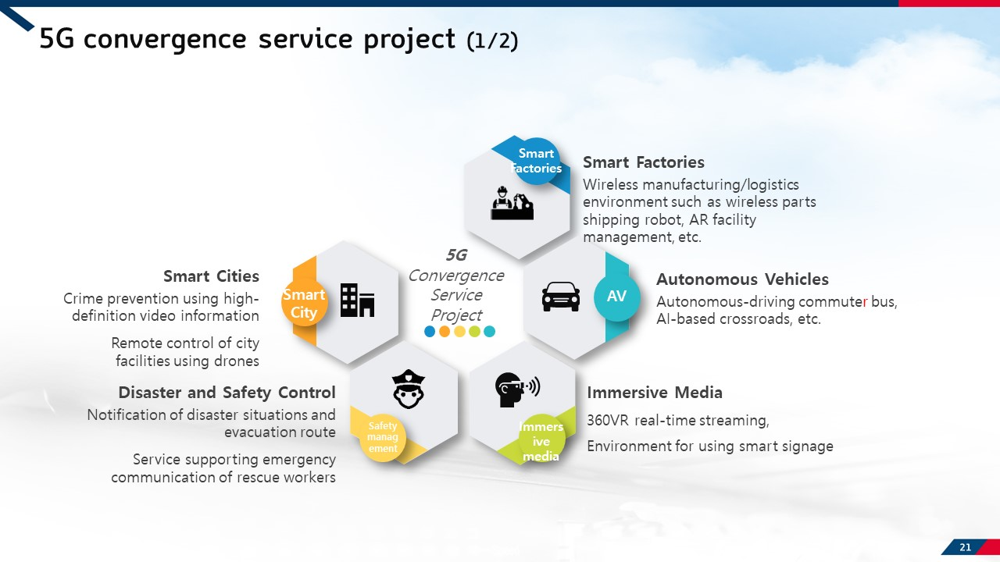 5G convergence service project (1/2)
Smart
Factories
Smart Factories
Wireless manufacturing/logistics
environment such as wireless parts
shipping robot, AR facility
management, etc.
5G
Convergence
Service
Project
Smart Cities
Crime prevention using high-
definition video information
Remote control of city
facilities using drones
Smart
City
AV
Autonomous Vehicles
Autonomous-driving commuter bus,
AI-based crossroads, etc.
Disaster and Safety Control
Notification of disaster situations and
evacuation route
Service supporting emergency
communication of rescue workers
Safety
manag
ement
Immers
ive
media
Immersive Media
360VR real-time streaming,
Environment for using smart signage
21